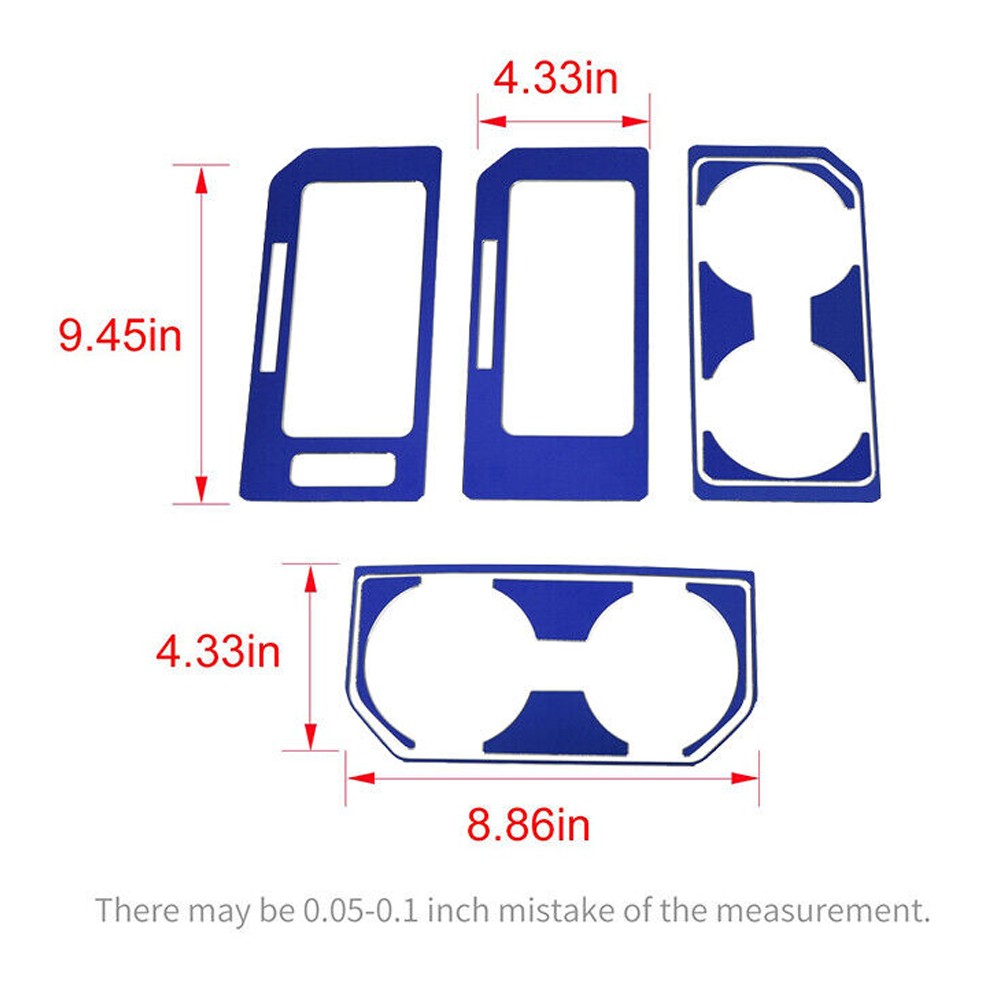 4.33in
9.45in
4.33in
8.86in
There may be 0.05-0.1 inch mistake of the measurement.